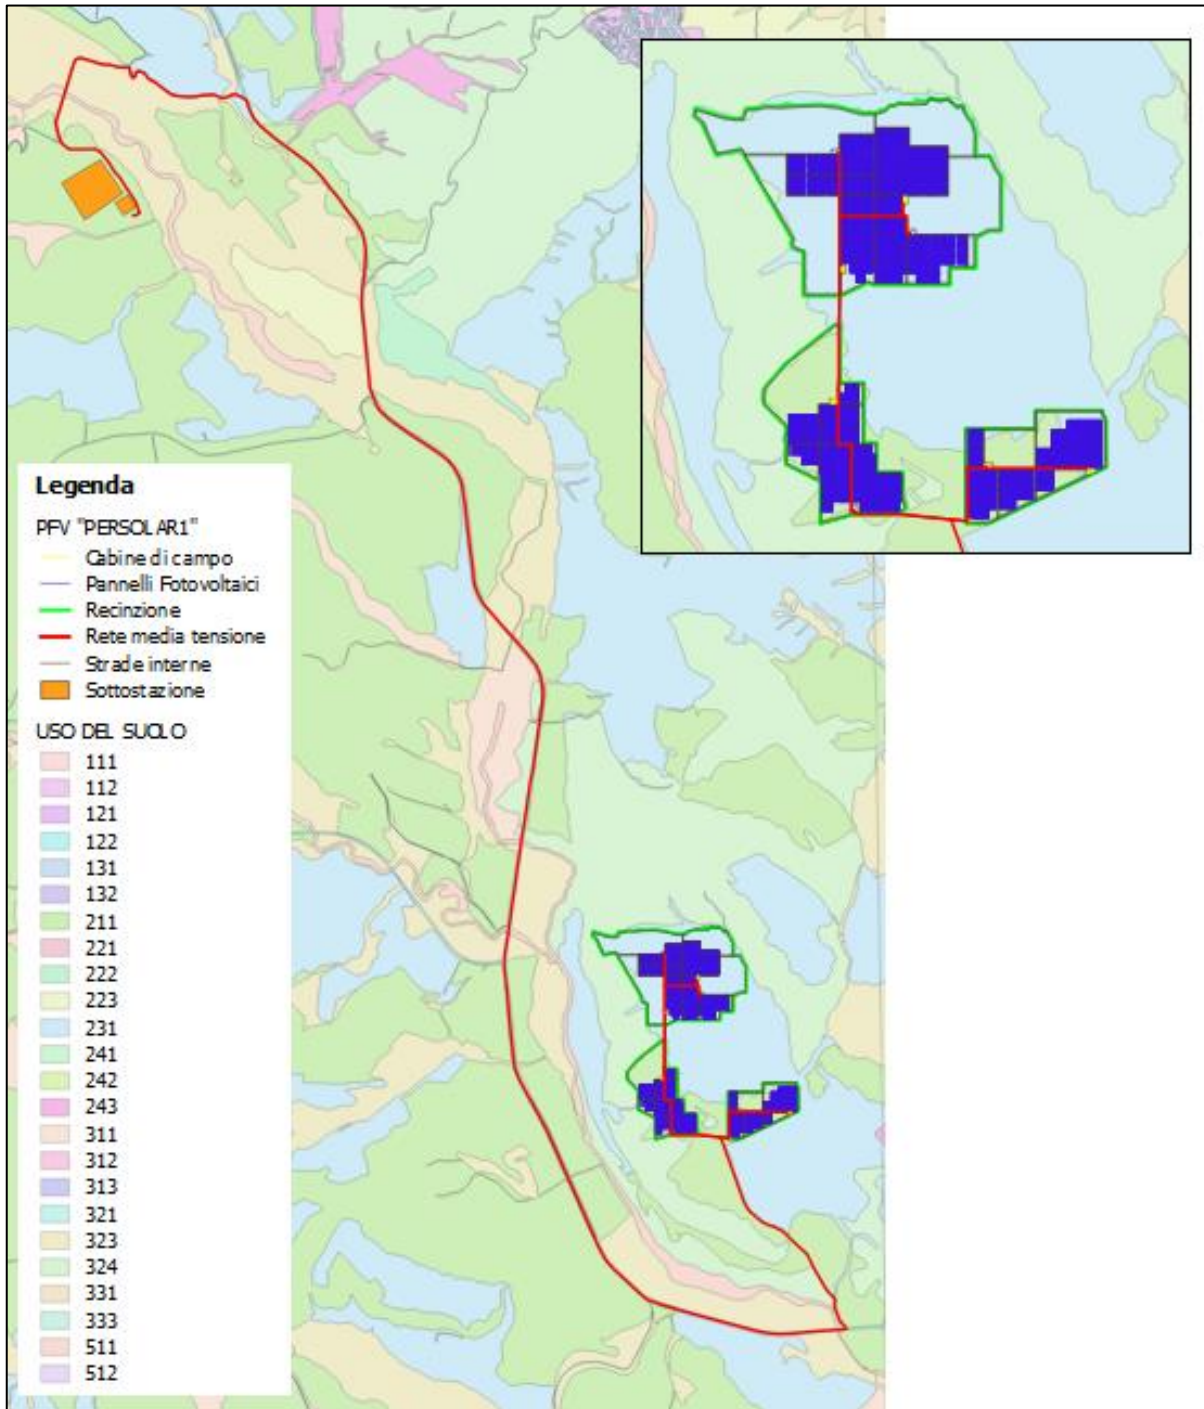 Legenda
PFV "PERSOLAR1"
Cabine di campo
Pannelli Fotovoltaici
Recinzione
Rete media tensione
Strade interne
Sottostazione
USO DEL SUOLO
111
112
121
122
131
132
211
221
222
223
231
241
242
243
311
312
313
321
323
324
331
333
511
512